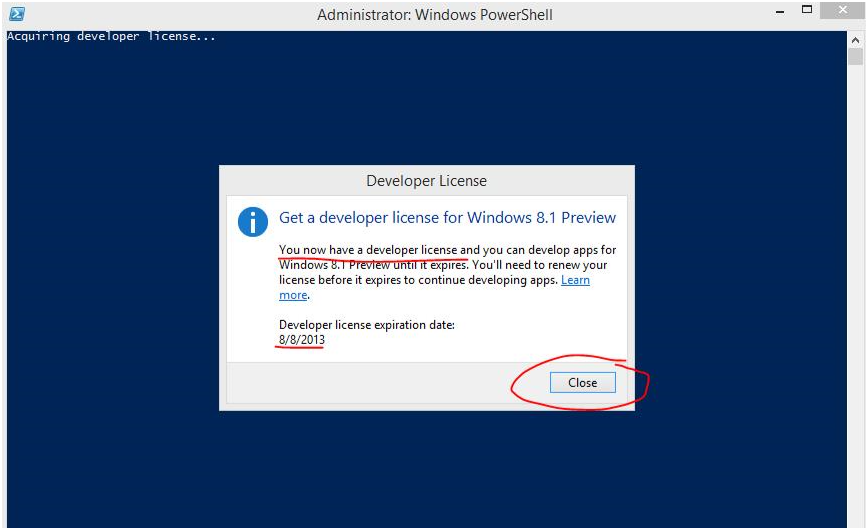 Administrator: Windows PowerShell
Acquiring developer license...
Developer License
Get a developer license for Windows 8.1 Preview
You now have a developer license and you can develop apps for
Windows 8.1 Preview until it expires. You'll need to renew your
license before it expires to continue developing apps. Learn
more.
Developer license expiration date:
8/8/2013
Close